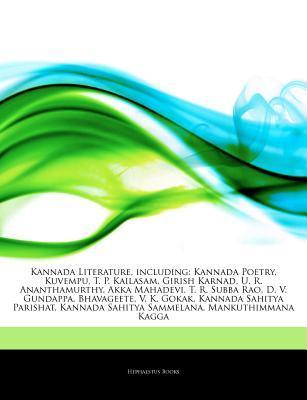 Kannada Literature, including: Kannada Poetry,
Kuvempu, T. P. Kailasam, Girish Karnad, U. R.
Ananthamurthy, Akka Mahadevi, T. R. Subba Rao, D. V.
Gundappa, Bhavageete, V. K. Gokak, Kannada Sahitya
Parishat, Kannada Sahitya Sammelana, Mankuthimmana
Kagga
Hephaestus Books